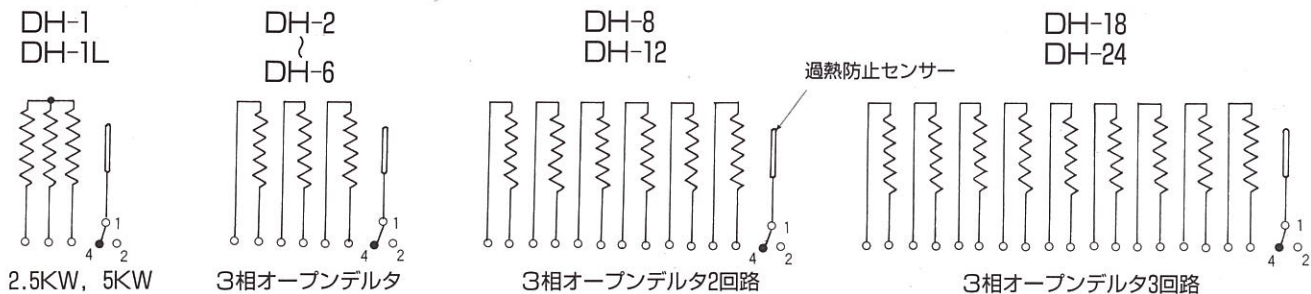 DH-1
DH-1L
DH-2
〜
DH-6
DH-8
DH-12
DH-18
DH-24
過熱防止センサー
1
4
2
1
4
2
1
4
2
1
4
2
2.5KW, 5KW
3相オープンデルタ
3相オープンデルタ2回路
3相オープンデルタ3回路